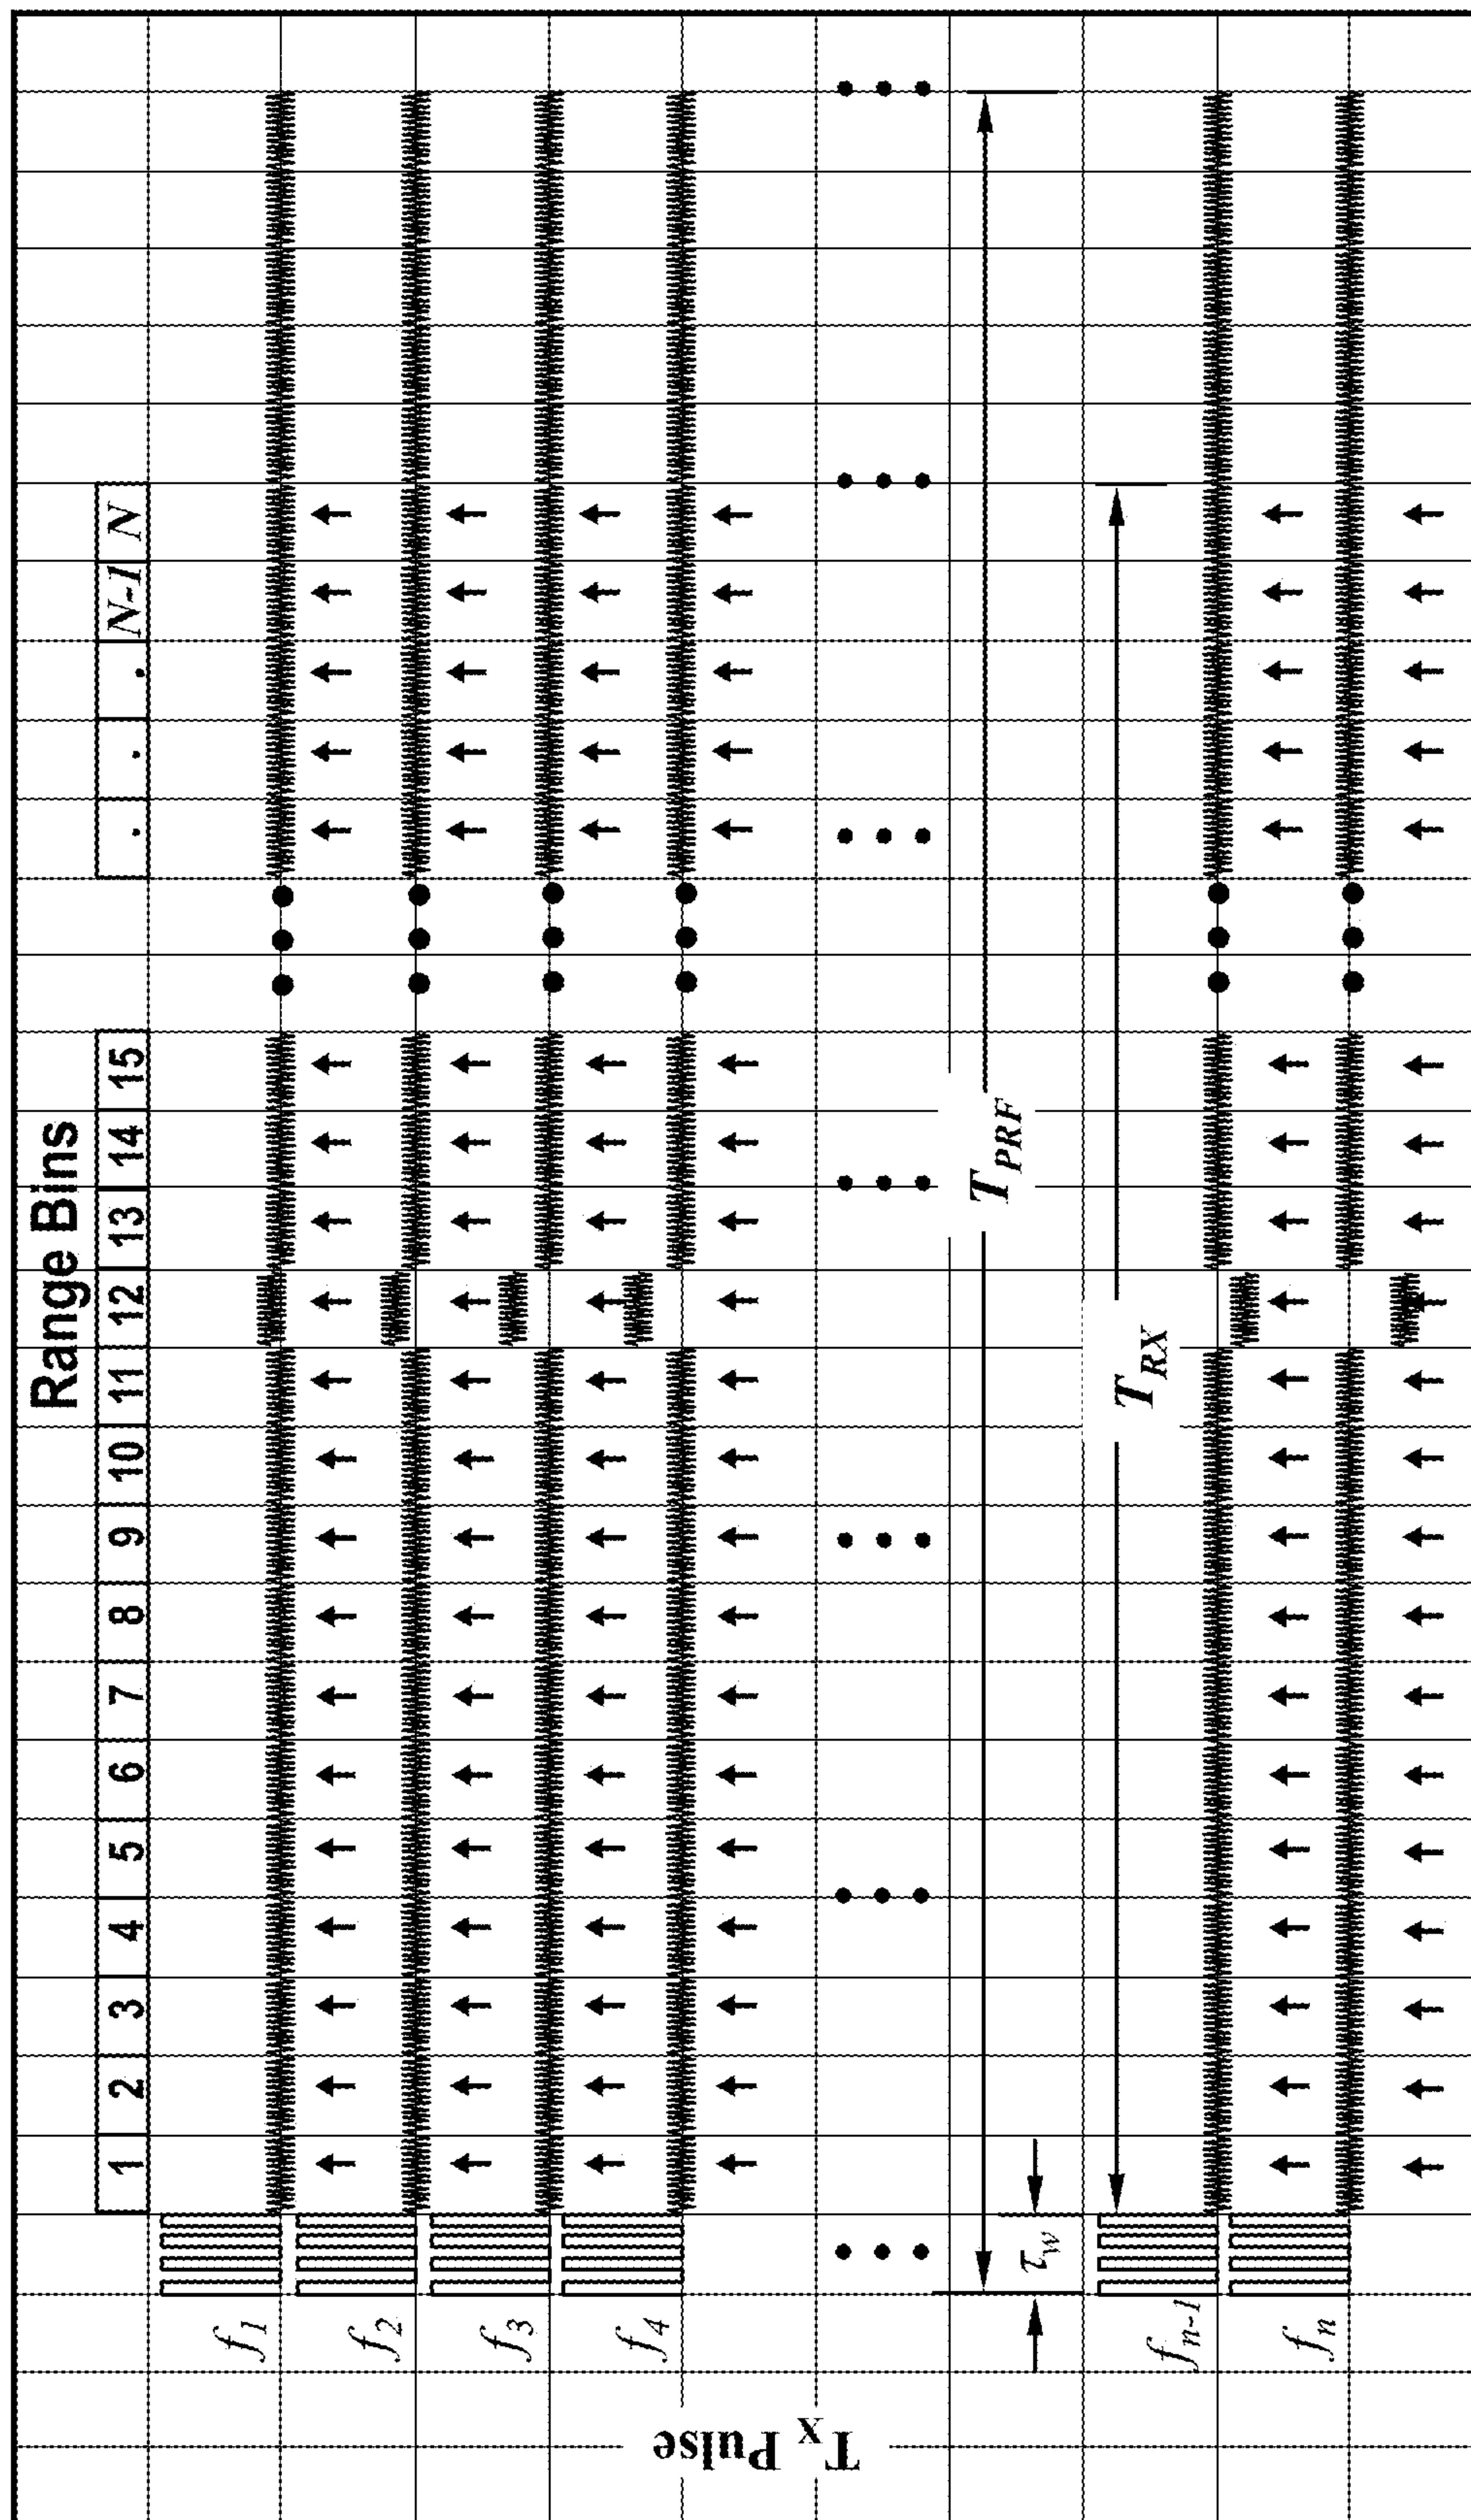 Range Bins
1 2 3 4 5 6 7 8 9 10 11 12 13 14 15 . . . N-1 N
f1
f2
f3
f4
TPRF
τw
TRX
fn-1
fn
Tx Pulse